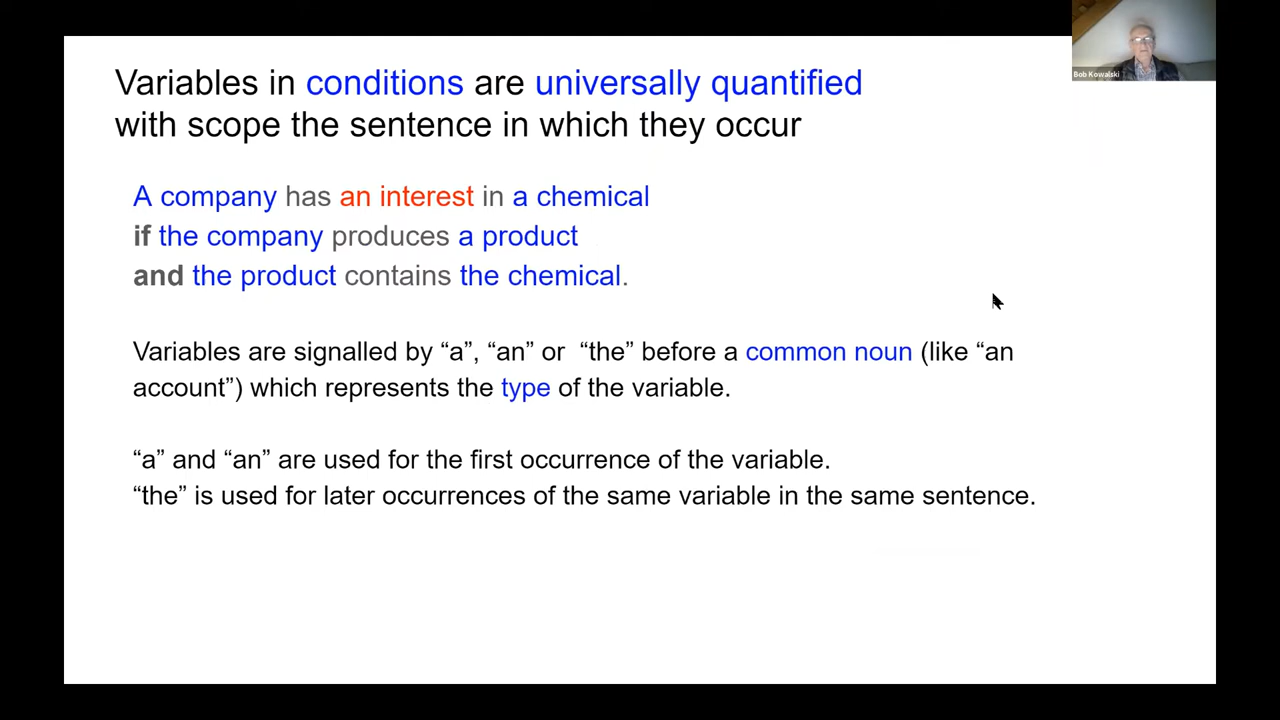 Bob Kowalski
Variables in conditions are universally quantified
with scope the sentence in which they occur
A company has an interest in a chemical
if the company produces a product
and the product contains the chemical.
Variables are signalled by “a”, “an” or “the” before a common noun (like “an
account”) which represents the type of the variable.
“a” and “an” are used for the first occurrence of the variable.
“the” is used for later occurrences of the same variable in the same sentence.